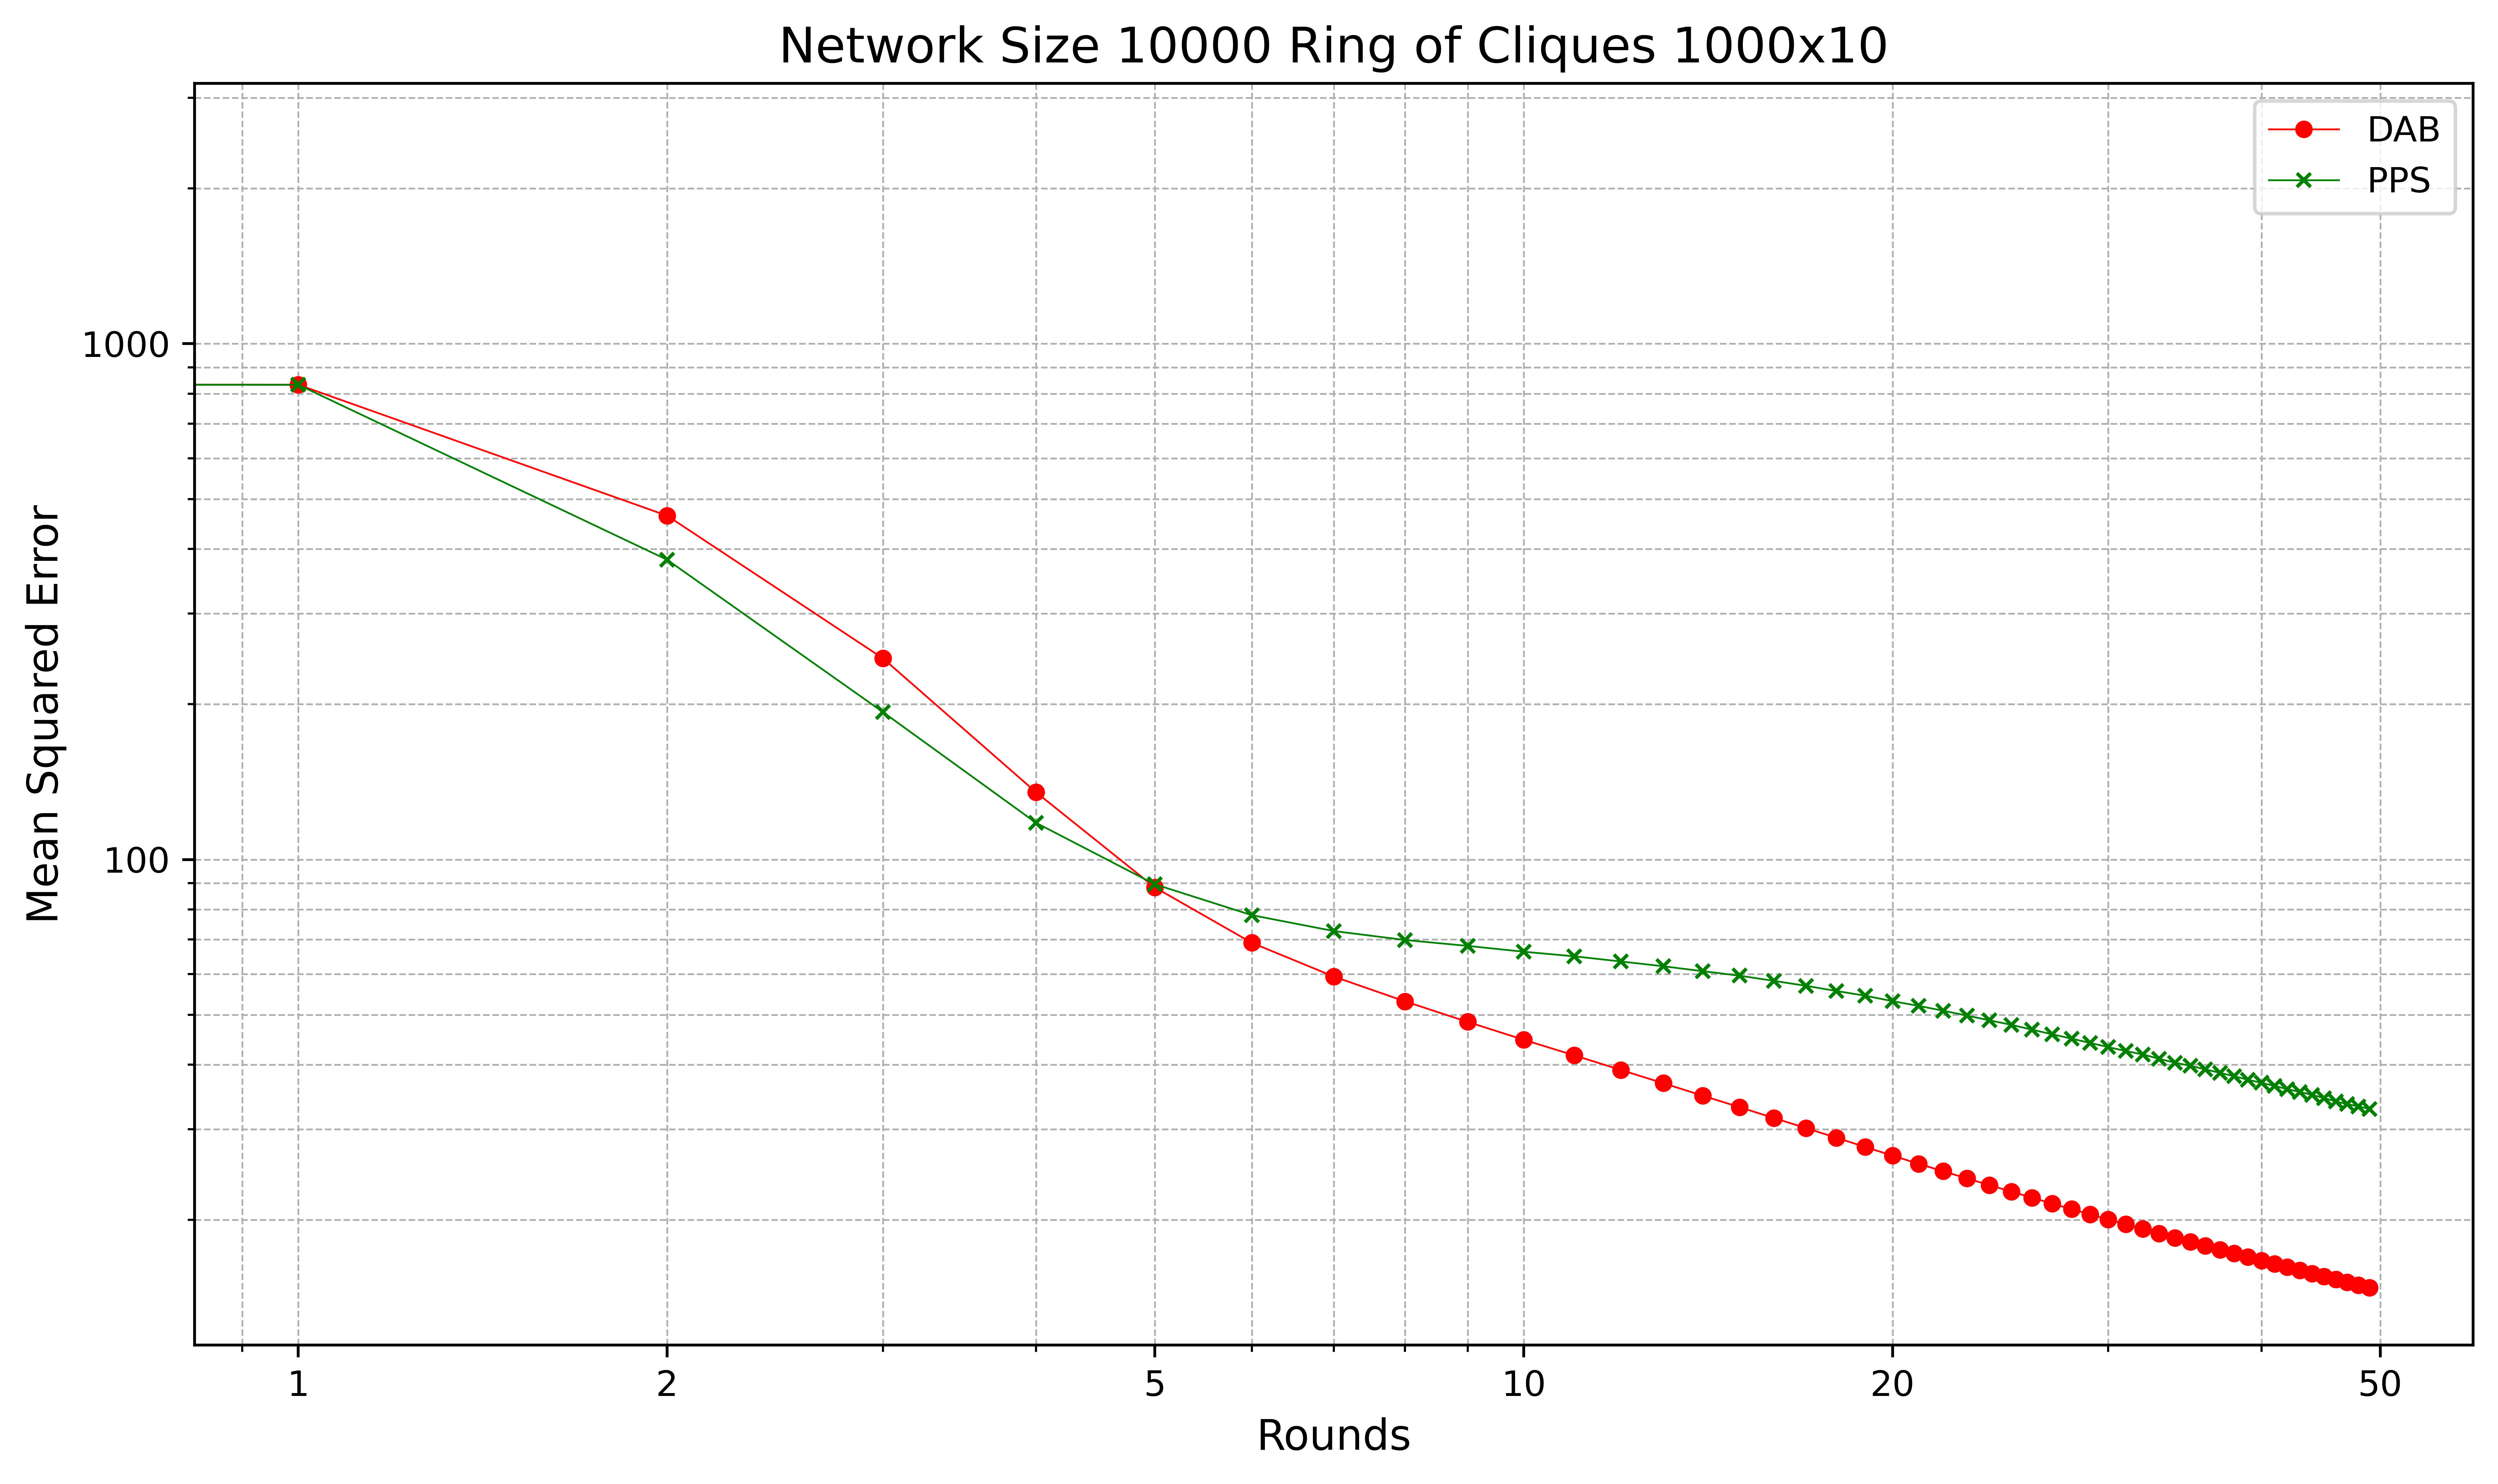 Network Size 10000 Ring of Cliques 1000x10
DAB
PPS
Mean Squared Error
1000
100
1 2 5 10 20 50
Rounds